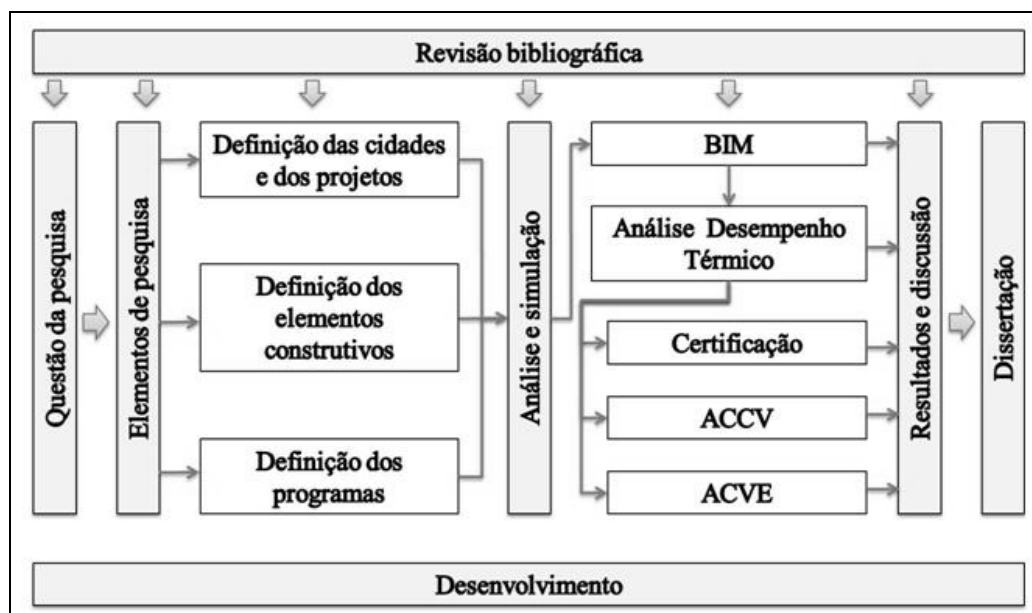 Revisão bibliográfica
Questão da pesquisa
Elementos de pesquisa
Definição das cidades
e dos projetos
Definição dos
elementos
construtivos
Definição dos
programas
Análise e simulação
BIM
Análise Desempenho
Térmico
Certificação
ACCV
ACVE
Resultados e discussão
Dissertação
Desenvolvimento